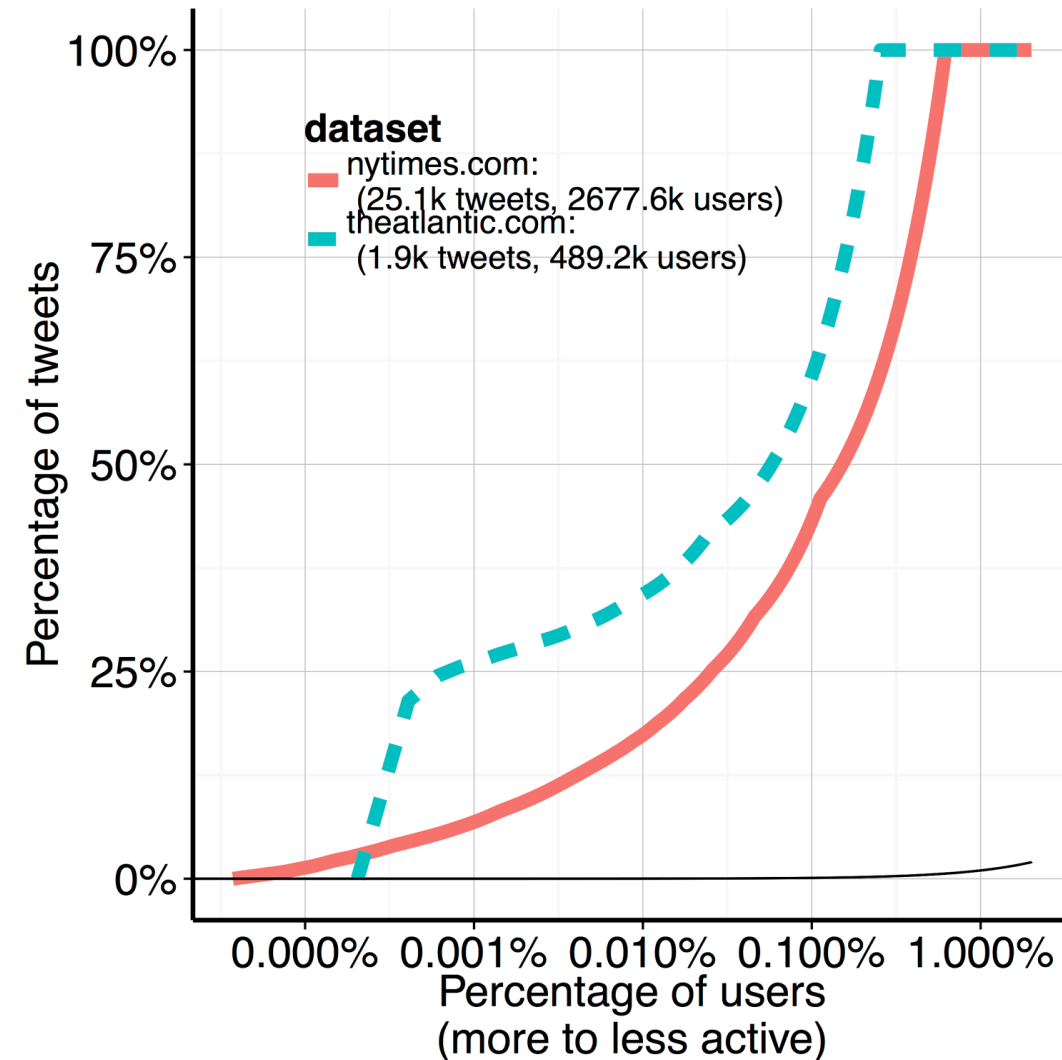 100%
75%
50%
25%
0%
Percentage of tweets
dataset
nytimes.com:
(25.1k tweets, 2677.6k users)
theatlantic.com:
(1.9k tweets, 489.2k users)
0.000% 0.001% 0.010% 0.100% 1.000%
Percentage of users
(more to less active)